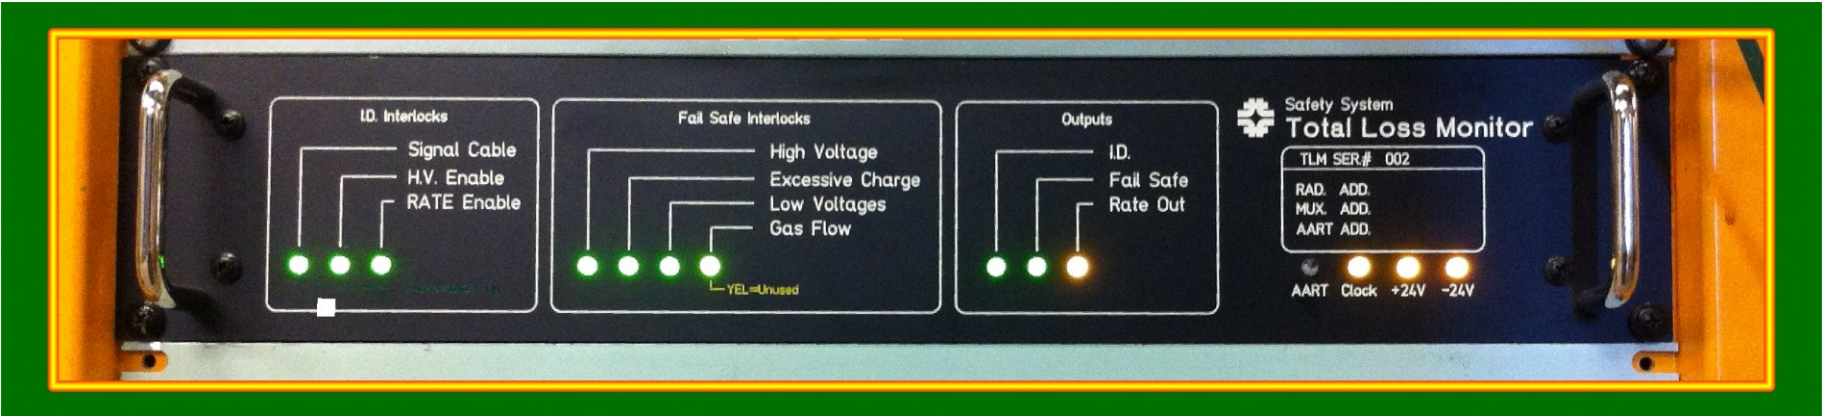 I.D. Interlocks
Signal Cable
H.V. Enable
RATE Enable
Fail Safe Interlocks
High Voltage
Excessive Charge
Low Voltages
Gas Flow
YEL=Unused
Outputs
I.D.
Fail Safe
Rate Out
Safety System
Total Loss Monitor
TLM SER.# 002
RAD. ADD.
MUX. ADD.
AART ADD.
AART Clock +24V -24V